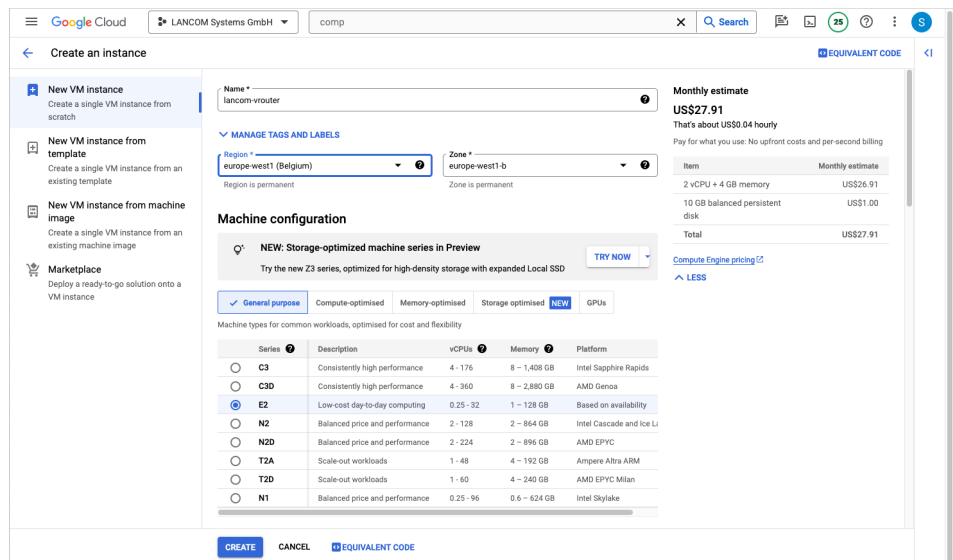 Google Cloud
LANCOM Systems GmbH
comp
Search
25
S
Create an instance
EQUIVALENT CODE
New VM instance
Create a single VM instance from
scratch
New VM instance from
template
Create a single VM instance from an
existing template
New VM instance from machine
image
Create a single VM instance from an
existing machine image
Marketplace
Deploy a ready-to-go solution onto a
VM instance
Name *
lancom-vrouter
MANAGE TAGS AND LABELS
Region *
europe-west1 (Belgium)
Region is permanent
Zone *
europe-west1-b
Zone is permanent
Machine configuration
NEW: Storage-optimized machine series in Preview
Try the new Z3 series, optimized for high-density storage with expanded Local SSD
TRY NOW
General purpose Compute-optimised Memory-optimised Storage optimised NEW GPUs
Machine types for common workloads, optimised for cost and flexibility
Series Description vCPUs Memory Platform
C3 Consistently high performance 4 - 176 8 – 1,408 GB Intel Sapphire Rapids
C3D Consistently high performance 4 - 360 8 – 2,880 GB AMD Genoa
E2 Low-cost day-to-day computing 0.25 - 32 1 – 128 GB Based on availability
N2 Balanced price and performance 2 - 128 2 – 864 GB Intel Cascade and Ice La
N2D Balanced price and performance 2 - 224 2 – 896 GB AMD EPYC
T2A Scale-out workloads 1 - 48 4 – 192 GB Ampere Altra ARM
T2D Scale-out workloads 1 - 60 4 – 240 GB AMD EPYC Milan
N1 Balanced price and performance 0.25 - 96 0.6 – 624 GB Intel Skylake
Monthly estimate
US$27.91
That's about US$0.04 hourly
Pay for what you use: No upfront costs and per-second billing
Item Monthly estimate
2 vCPU + 4 GB memory US$26.91
10 GB balanced persistent US$1.00
disk
Total US$27.91
Compute Engine pricing
LESS
CREATE CANCEL EQUIVALENT CODE